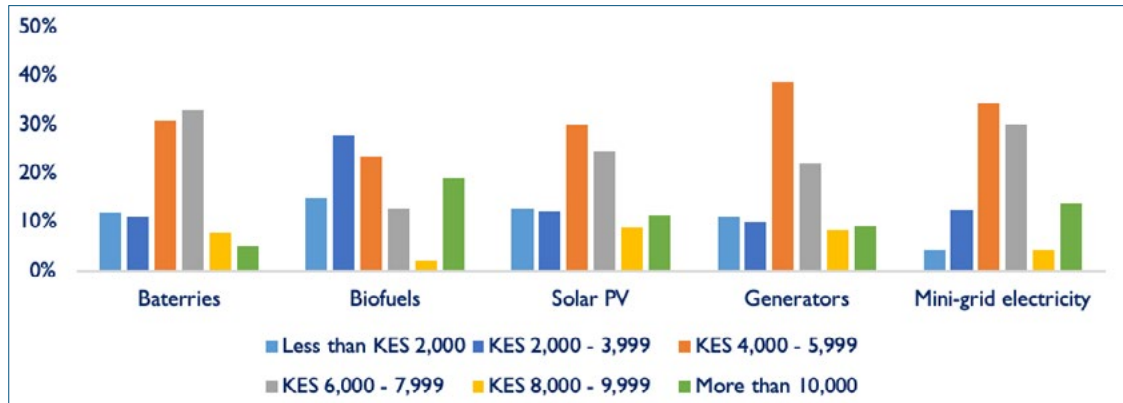 50%
40%
30%
20%
10%
0%
Baterries Biofuels Solar PV Generators Mini-grid electricity
Less than KES 2,000 KES 2,000 - 3,999 KES 4,000 - 5,999
KES 6,000 - 7,999 KES 8,000 - 9,999 More than 10,000